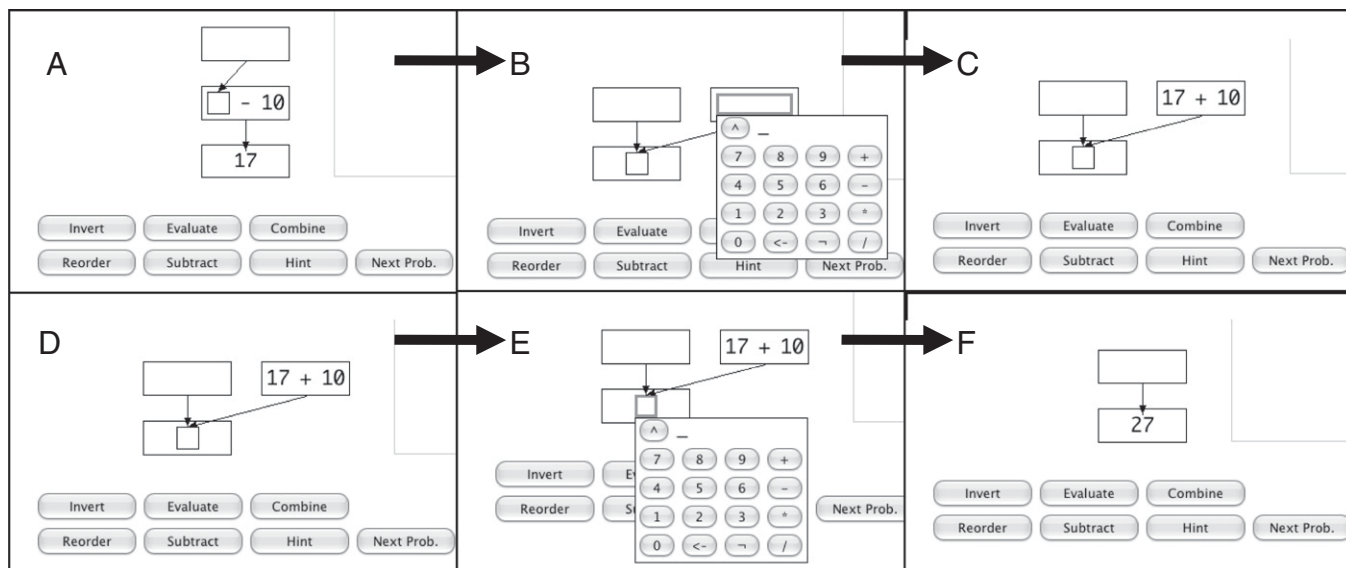 A
- 10
17
Invert Evaluate Combine
Reorder Subtract Hint Next Prob.
B
^ _
7 8 9 +
4 5 6 -
1 2 3 *
0 <- ¬ /
Invert Evaluate
Reorder Subtract Hint Next Prob.
C
17 + 10
Invert Evaluate Combine
Reorder Subtract Hint Next Prob.
D
17 + 10
Invert Evaluate Combine
Reorder Subtract Hint Next Prob.
E
17 + 10
^ _
7 8 9 +
4 5 6 -
1 2 3 *
0 <- ¬ /
Invert
Reorder Next Prob.
F
27
Invert Evaluate Combine
Reorder Subtract Hint Next Prob.